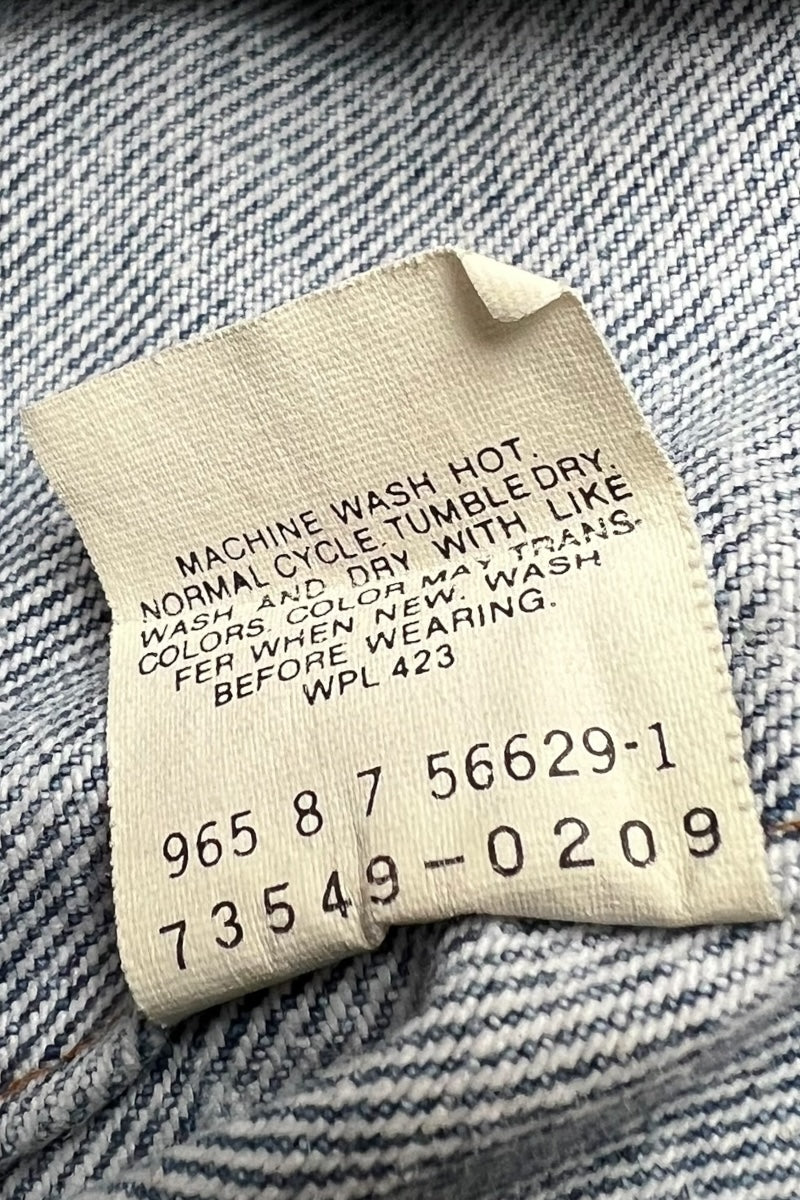 MACHINE WASH HOT.
NORMAL CYCLE. TUMBLE DRY.
WASH AND DRY WITH LIKE
COLORS. COLOR MAY TRANS-
FER WHEN NEW. WASH
BEFORE WEARING.
WPL 423
965 8 7 56629-1
73549-0209